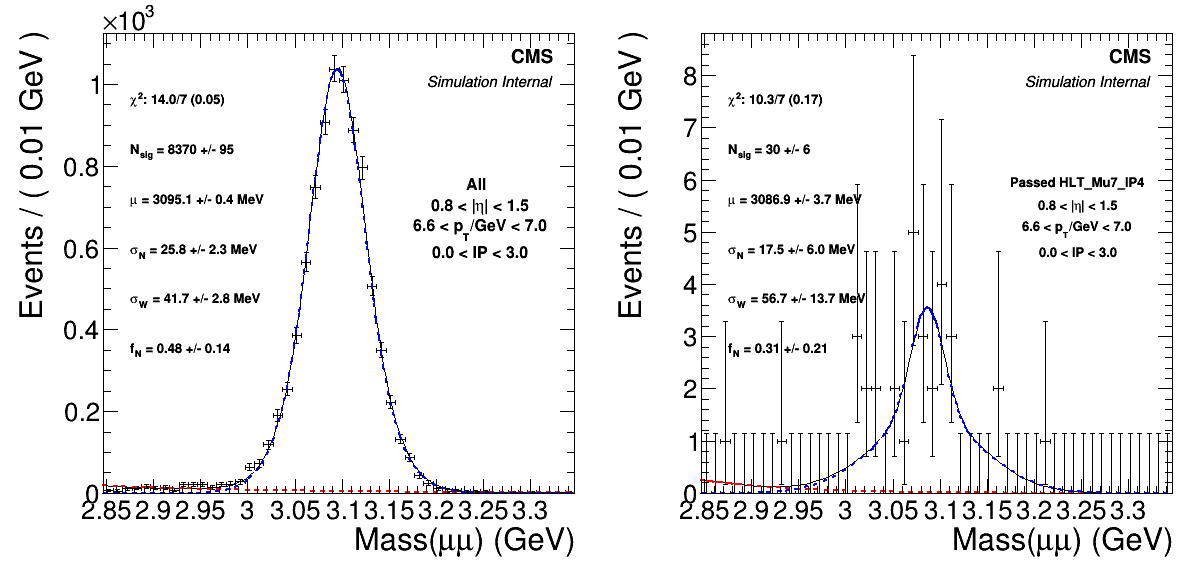 ×10³
CMS
Simulation Internal
χ²: 14.0/7 (0.05)
N_sig = 8370 +/- 95
μ = 3095.1 +/- 0.4 MeV
σ_N = 25.8 +/- 2.3 MeV
σ_W = 41.7 +/- 2.8 MeV
f_N = 0.48 +/- 0.14
All
0.8 < |η| < 1.5
6.6 < p_T/GeV < 7.0
0.0 < IP < 3.0
Events / ( 0.01 GeV )
1
0.8
0.6
0.4
0.2
0
2.85 2.9 2.95 3 3.05 3.1 3.15 3.2 3.25 3.3
Mass(μμ) (GeV)
CMS
Simulation Internal
χ²: 10.3/7 (0.17)
N_sig = 30 +/- 6
μ = 3086.9 +/- 3.7 MeV
σ_N = 17.5 +/- 6.0 MeV
σ_W = 56.7 +/- 13.7 MeV
f_N = 0.31 +/- 0.21
Passed HLT_Mu7_IP4
0.8 < |η| < 1.5
6.6 < p_T/GeV < 7.0
0.0 < IP < 3.0
Events / ( 0.01 GeV )
8
7
6
5
4
3
2
1
0
2.85 2.9 2.95 3 3.05 3.1 3.15 3.2 3.25 3.3
Mass(μμ) (GeV)